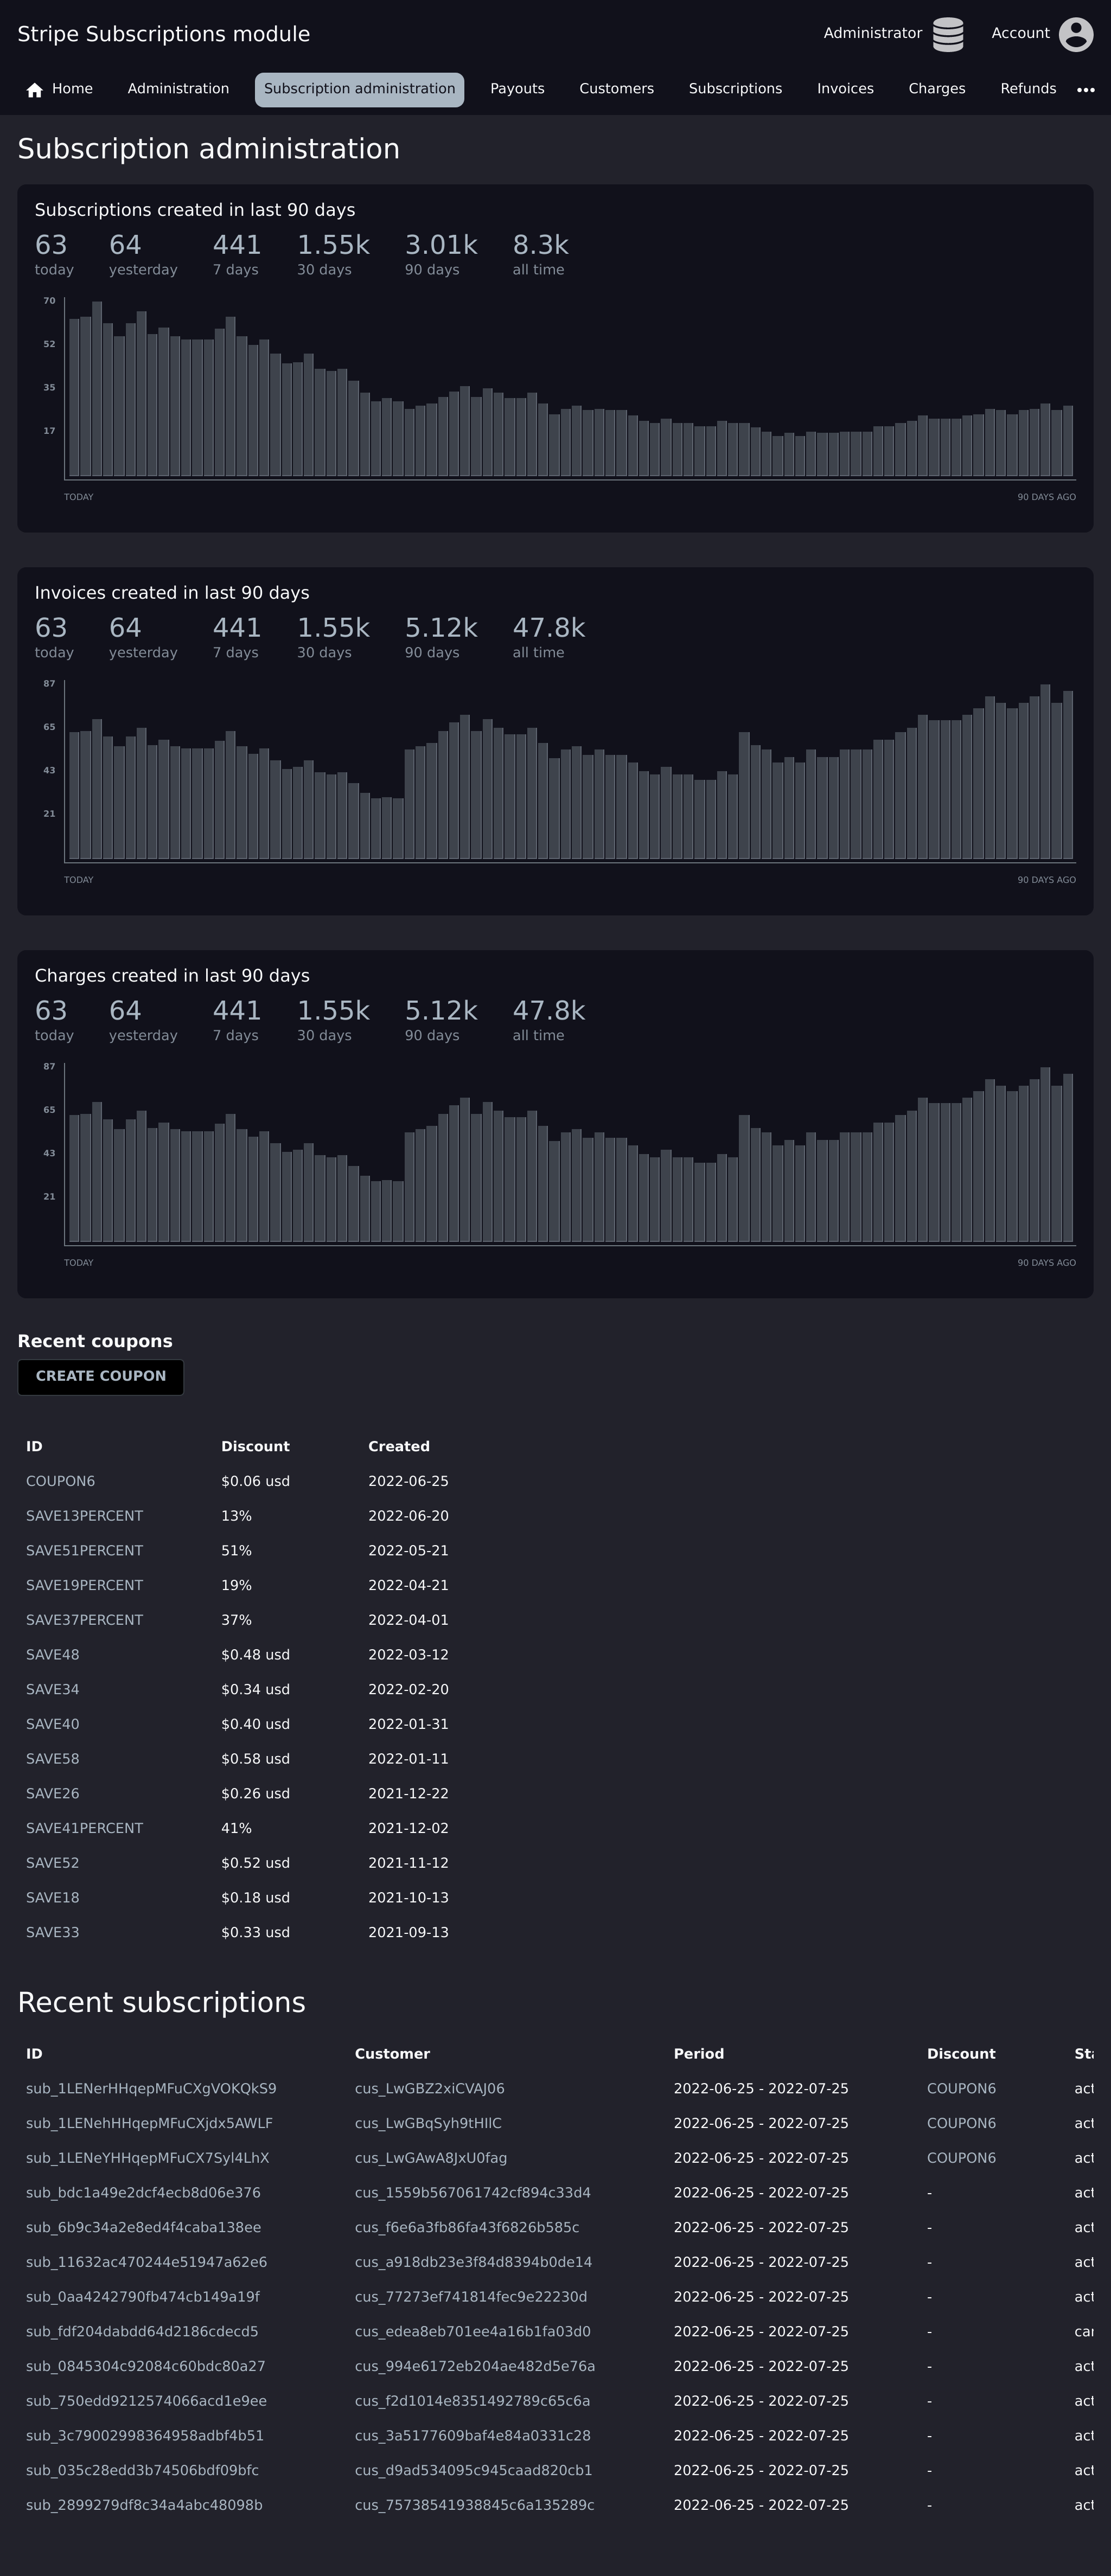 Stripe Subscriptions module
Administrator Account
Home Administration Subscription administration Payouts Customers Subscriptions Invoices Charges Refunds •••
Subscription administration
Subscriptions created in last 90 days
63 64 441 1.55k 3.01k 8.3k
today yesterday 7 days 30 days 90 days all time
70
52
35
17
TODAY 90 DAYS AGO
Invoices created in last 90 days
63 64 441 1.55k 5.12k 47.8k
today yesterday 7 days 30 days 90 days all time
87
65
43
21
TODAY 90 DAYS AGO
Charges created in last 90 days
63 64 441 1.55k 5.12k 47.8k
today yesterday 7 days 30 days 90 days all time
87
65
43
21
TODAY 90 DAYS AGO
Recent coupons
CREATE COUPON
ID Discount Created
COUPON6 $0.06 usd 2022-06-25
SAVE13PERCENT 13% 2022-06-20
SAVE51PERCENT 51% 2022-05-21
SAVE19PERCENT 19% 2022-04-21
SAVE37PERCENT 37% 2022-04-01
SAVE48 $0.48 usd 2022-03-12
SAVE34 $0.34 usd 2022-02-20
SAVE40 $0.40 usd 2022-01-31
SAVE58 $0.58 usd 2022-01-11
SAVE26 $0.26 usd 2021-12-22
SAVE41PERCENT 41% 2021-12-02
SAVE52 $0.52 usd 2021-11-12
SAVE18 $0.18 usd 2021-10-13
SAVE33 $0.33 usd 2021-09-13
Recent subscriptions
ID Customer Period Discount
sub_1LENerHHqepMFuCXgVOKQkS9 cus_LwGBZ2xiCVAJ06 2022-06-25 - 2022-07-25 COUPON6 act
sub_1LENehHHqepMFuCXjdx5AWLF cus_LwGBqSyh9tHIlC 2022-06-25 - 2022-07-25 COUPON6 act
sub_1LENeYHHqepMFuCX7Syl4LhX cus_LwGAwA8JxU0fag 2022-06-25 - 2022-07-25 COUPON6 act
sub_bdc1a49e2dcf4ecb8d06e376 cus_1559b567061742cf894c33d4 2022-06-25 - 2022-07-25 - act
sub_6b9c34a2e8ed4f4caba138ee cus_f6e6a3fb86fa43f6826b585c 2022-06-25 - 2022-07-25 - act
sub_11632ac470244e51947a62e6 cus_a918db23e3f84d8394b0de14 2022-06-25 - 2022-07-25 - act
sub_0aa4242790fb474cb149a19f cus_77273ef741814fec9e22230d 2022-06-25 - 2022-07-25 - act
sub_fdf204dabdd64d2186cdecd5 cus_edea8eb701ee4a16b1fa03d0 2022-06-25 - 2022-07-25 - car
sub_0845304c92084c60bdc80a27 cus_994e6172eb204ae482d5e76a 2022-06-25 - 2022-07-25 - act
sub_750edd9212574066acd1e9ee cus_f2d1014e8351492789c65c6a 2022-06-25 - 2022-07-25 - act
sub_3c79002998364958adbf4b51 cus_3a5177609baf4e84a0331c28 2022-06-25 - 2022-07-25 - act
sub_035c28edd3b74506bdf09bfc cus_d9ad534095c945caad820cb1 2022-06-25 - 2022-07-25 - act
sub_2899279df8c34a4abc48098b cus_75738541938845c6a135289c 2022-06-25 - 2022-07-25 - act